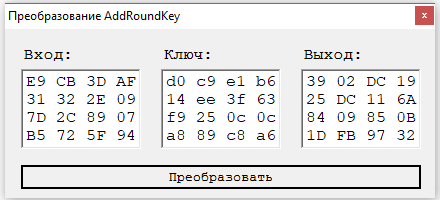 Преобразование AddRoundKey
x
Вход: Ключ: Выход:
E9 CB 3D AF d0 c9 e1 b6 39 02 DC 19
31 32 2E 09 14 ee 3f 63 25 DC 11 6A
7D 2C 89 07 f9 25 0c 0c 84 09 85 0B
B5 72 5F 94 a8 89 c8 a6 1D FB 97 32
Преобразовать